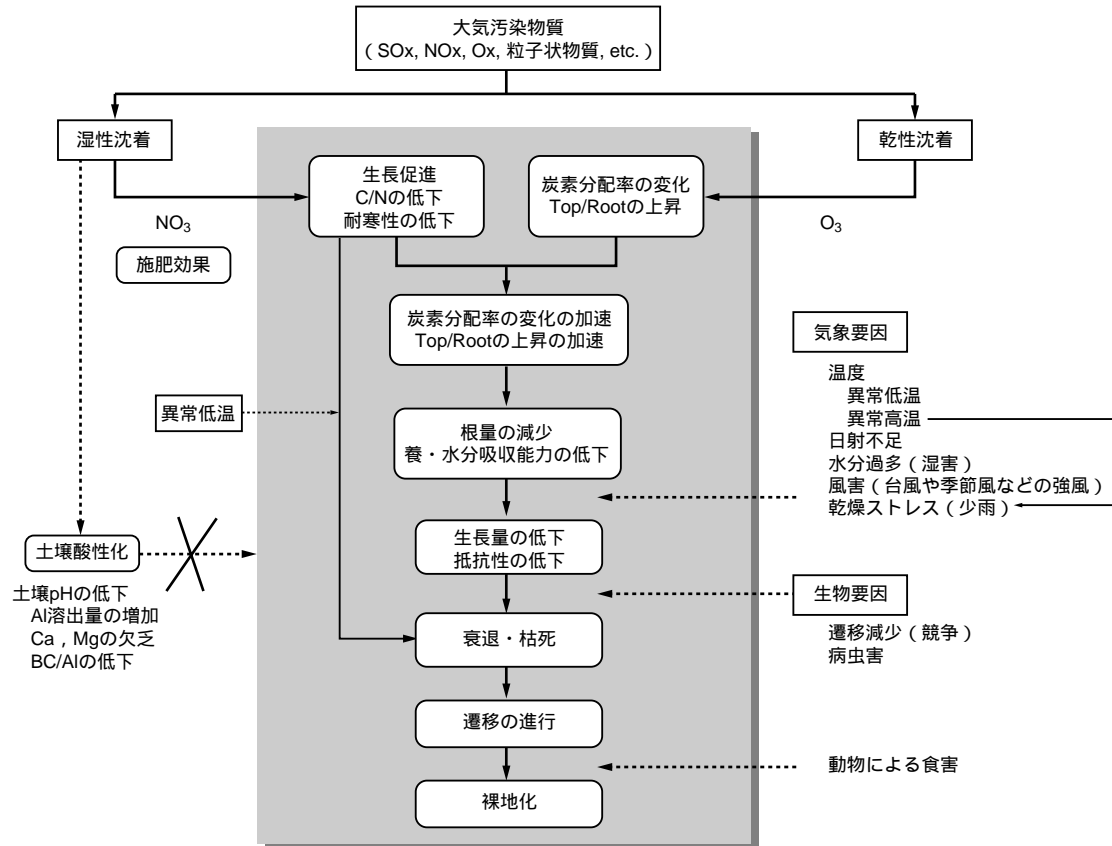 大気汚染物質
（ SOx, NOx, Ox, 粒子状物質, etc. ）
湿性沈着
乾性沈着
生長促進
C/Nの低下
耐寒性の低下
炭素分配率の変化
Top/Rootの上昇
NO3
O3
施肥効果
炭素分配率の変化の加速
Top/Rootの上昇の加速
気象要因
温度
異常低温
異常高温
日射不足
水分過多（湿害）
風害（台風や季節風などの強風）
乾燥ストレス（少雨）
異常低温
根量の減少
養・水分吸収能力の低下
土壌酸性化
土壌pHの低下
Al溶出量の増加
Ca，Mgの欠乏
BC/Alの低下
生長量の低下
抵抗性の低下
生物要因
遷移減少（競争）
病虫害
衰退・枯死
遷移の進行
動物による食害
裸地化